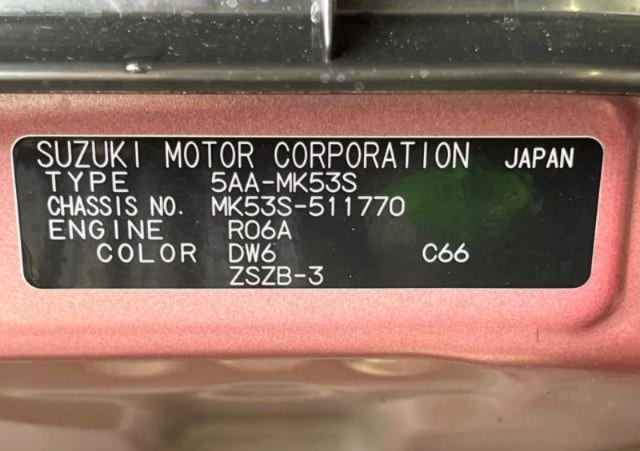 SUZUKI MOTOR CORPORATION JAPAN
TYPE 5AA-MK53S
CHASSIS NO. MK53S-511770
ENGINE R06A
COLOR DW6 C66
ZSZB-3